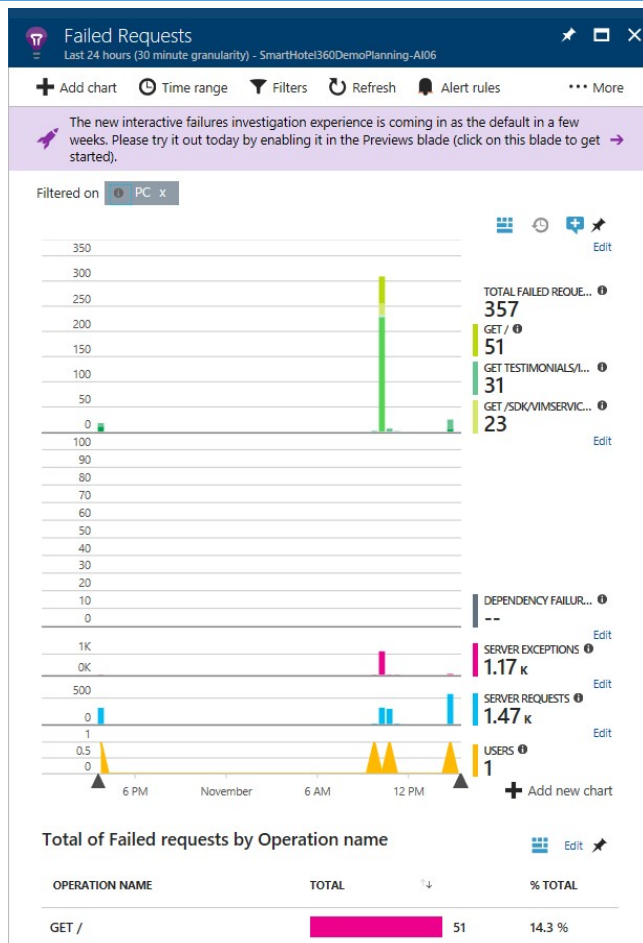 Failed Requests
Last 24 hours (30 minute granularity) - SmartHotel360DemoPlanning-AI06
Add chart Time range Filters Refresh Alert rules ••• More
The new interactive failures investigation experience is coming in as the default in a few
weeks. Please try it out today by enabling it in the Previews blade (click on this blade to get
started).
Filtered on PC x
Edit
350
300
250
200
150
100
50
0
TOTAL FAILED REQUE...
357
GET /
51
GET TESTIMONIALS/I...
31
GET /SDK/VIMSERVIC...
23
Edit
100
90
80
70
60
50
40
30
20
10
0
DEPENDENCY FAILUR...
--
Edit
1K
0K
SERVER EXCEPTIONS
1.17 K
Edit
500
0
SERVER REQUESTS
1.47 K
Edit
1
0.5
0
USERS
1
6 PM November 6 AM 12 PM
Add new chart
Total of Failed requests by Operation name
Edit
OPERATION NAME TOTAL % TOTAL
GET / 51 14.3 %